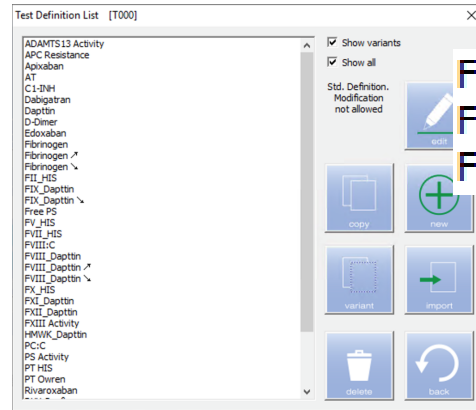 Test Definition List [T000]
ADAMTS13 Activity
APC Resistance
Apixaban
AT
C1-INH
Dabigatran
Dapttin
D-Dimer
Edoxaban
Fibrinogen
Fibrinogen ↗
Fibrinogen ↘
FII_HIS
FIX_Dapttin
FIX_Dapttin ↘
Free PS
FV_HIS
FVII_HIS
FVIII:C
FVIII_Dapttin
FVIII_Dapttin ↗
FVIII_Dapttin ↘
FX_HIS
FXI_Dapttin
FXII_Dapttin
FXIII Activity
HMWK_Dapttin
PC:C
PS Activity
PT HIS
PT Owren
Rivaroxaban
Show variants
Show all
Std. Definition.
Modification
not allowed
edit
copy
new
variant
import
delete
back
F
F
F